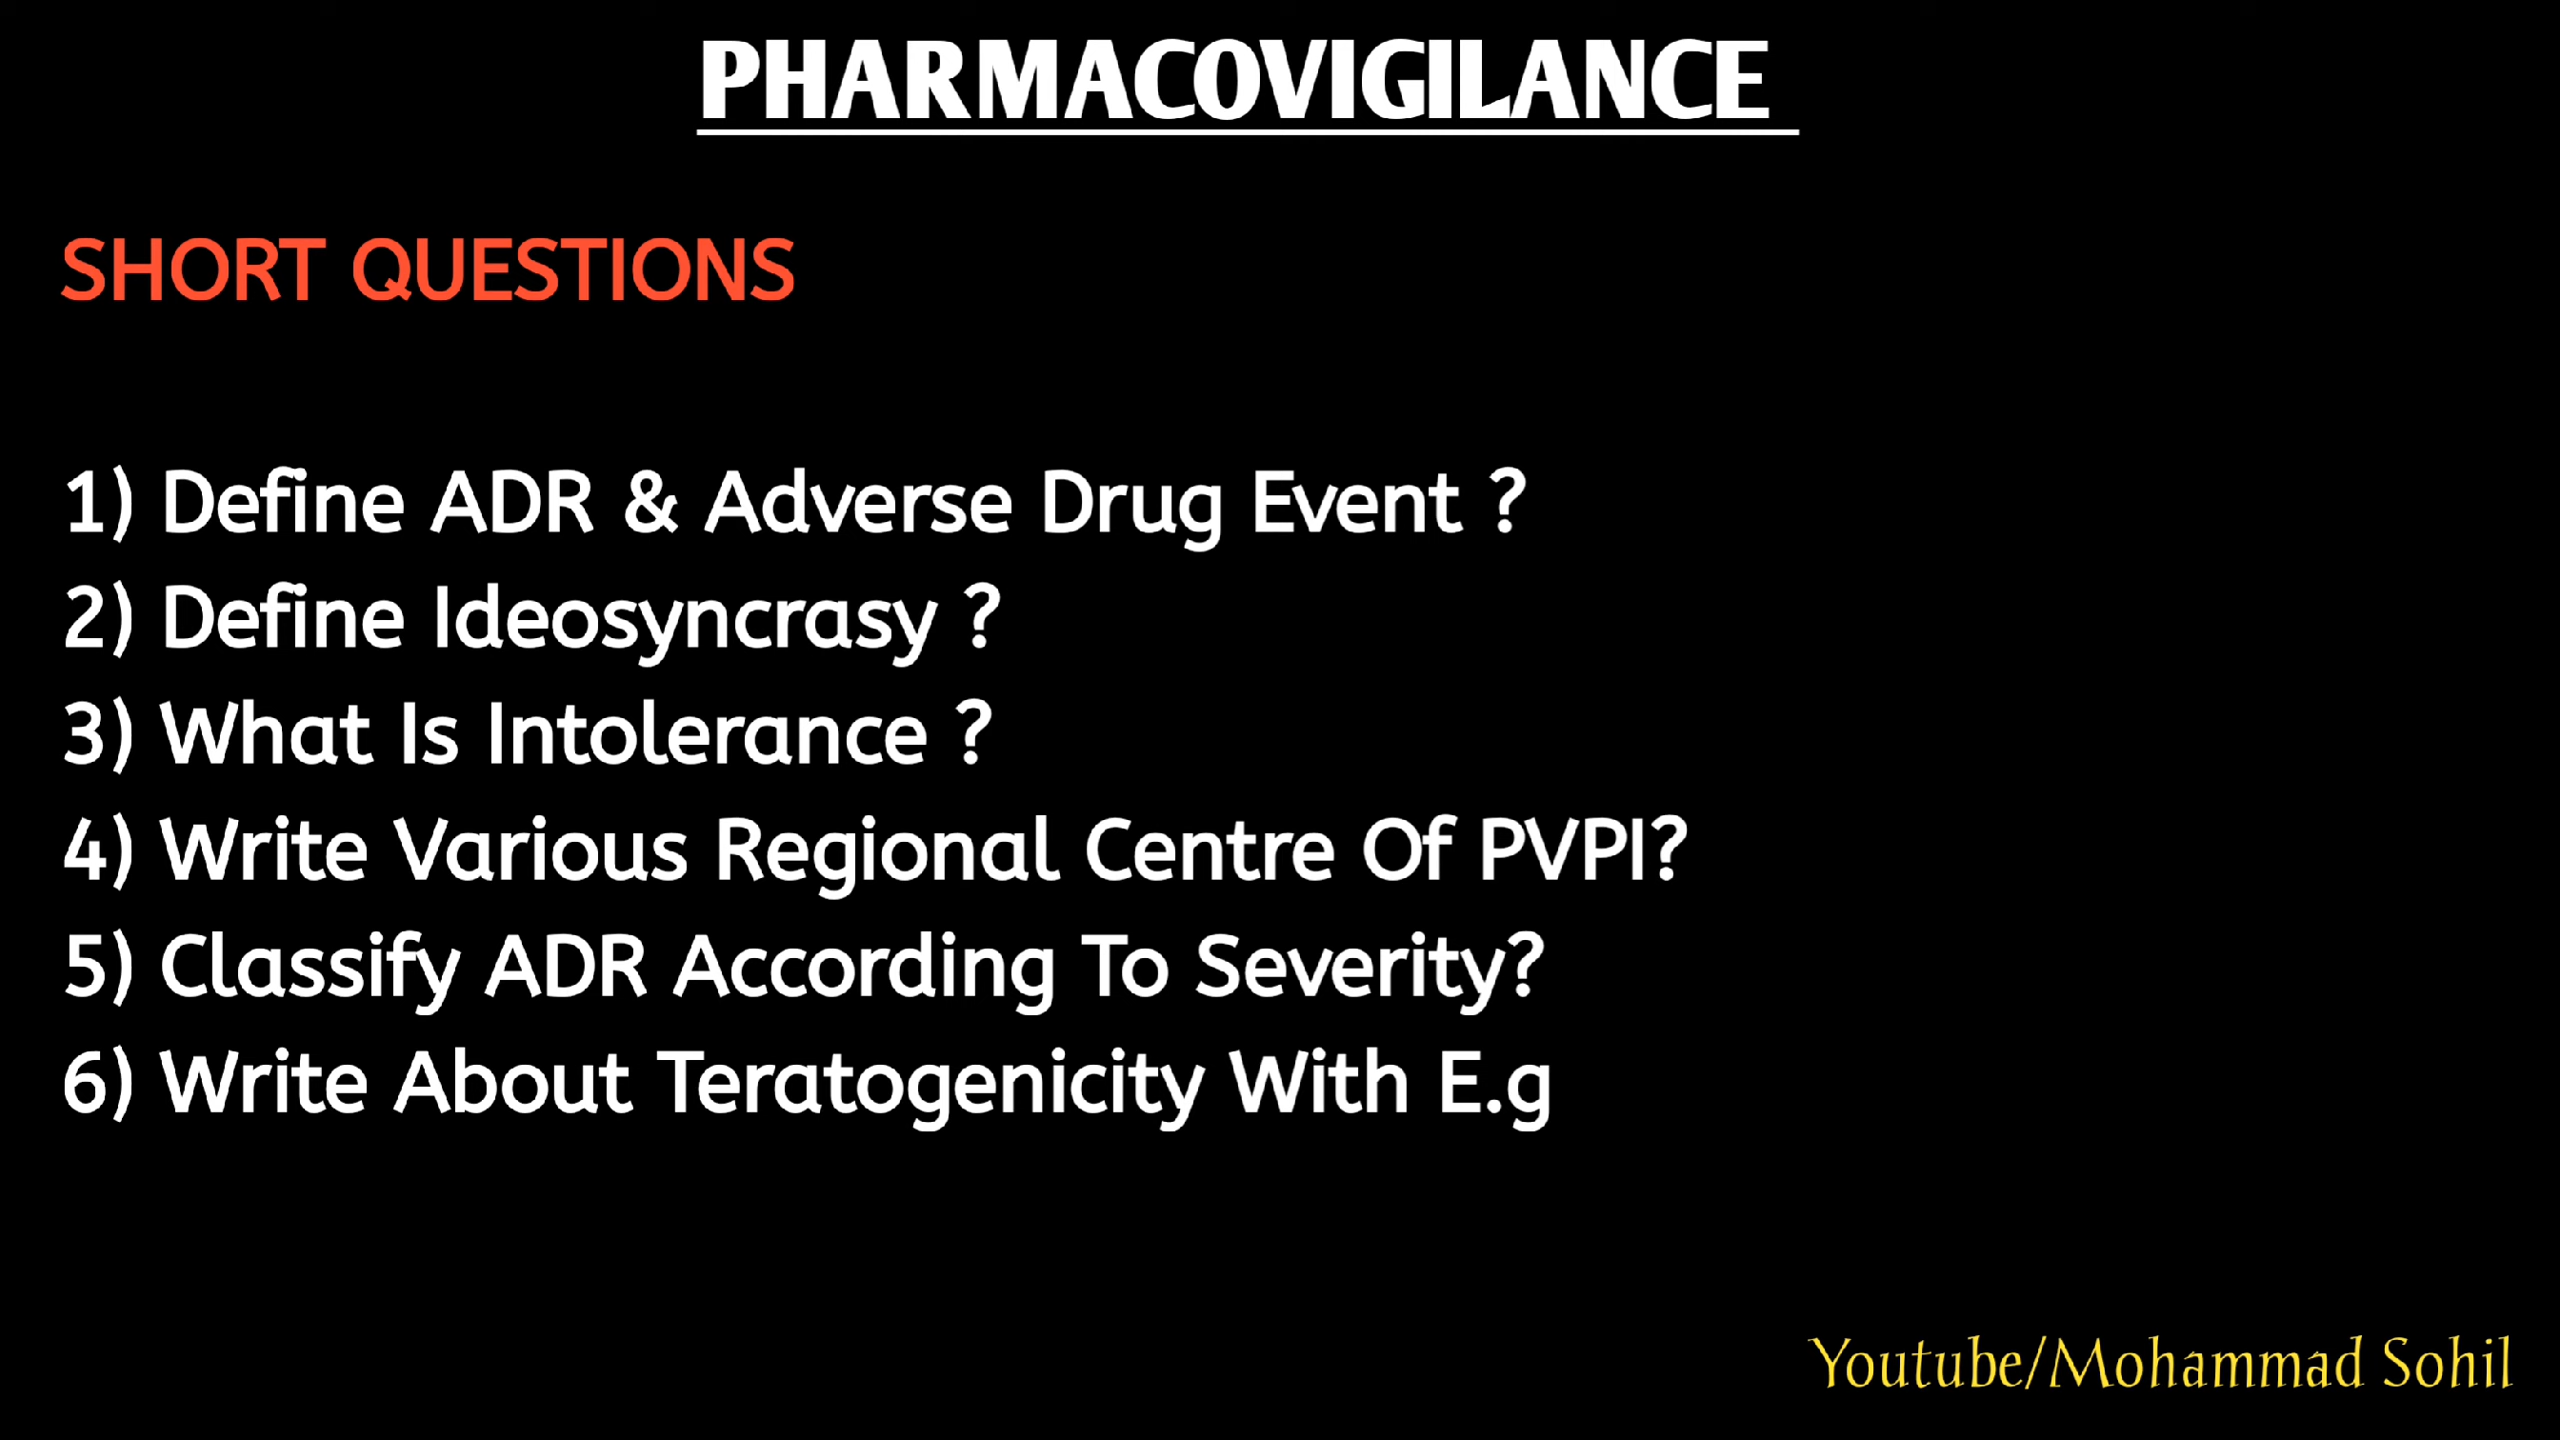 PHARMACOVIGILANCE
SHORT QUESTIONS
1) Define ADR & Adverse Drug Event ?
2) Define Ideosyncrasy ?
3) What Is Intolerance ?
4) Write Various Regional Centre Of PVPI?
5) Classify ADR According To Severity?
6) Write About Teratogenicity With E.g
Youtube/Mohammad Sohil